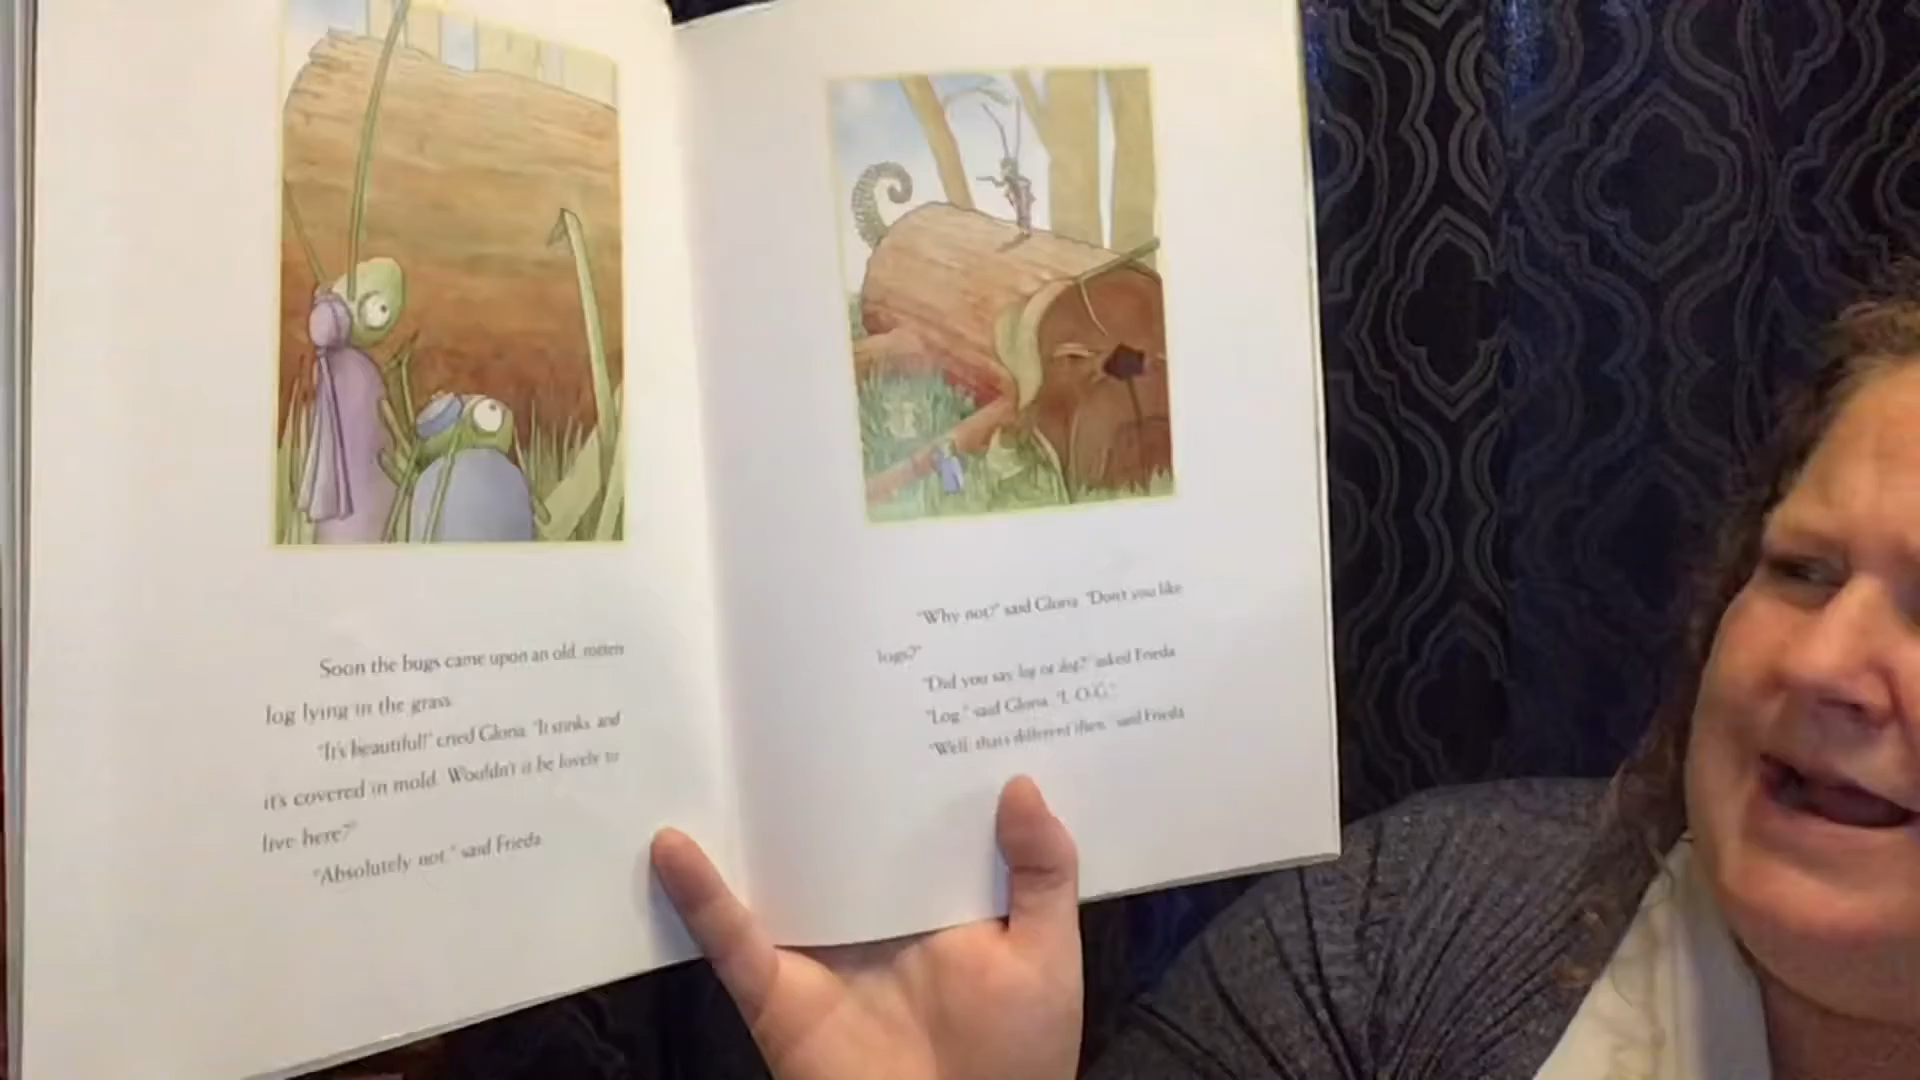 Soon the bugs came upon an old, rotten
log lying in the grass.
"It's beautiful!" cried Gloria. "It stinks, and
it's covered in mold. Wouldn't it be lovely to
live here?"
"Absolutely not," said Frieda.
"Why not?" said Gloria. "Don't you like
logs?"
"Did you say log or dog?" asked Frieda.
"Log," said Gloria. "L.O.G."
"Well, that's different then," said Frieda.